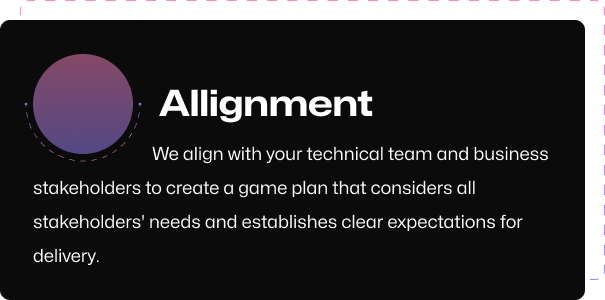 Allignment
We align with your technical team and business
stakeholders to create a game plan that considers all
stakeholders' needs and establishes clear expectations for
delivery.